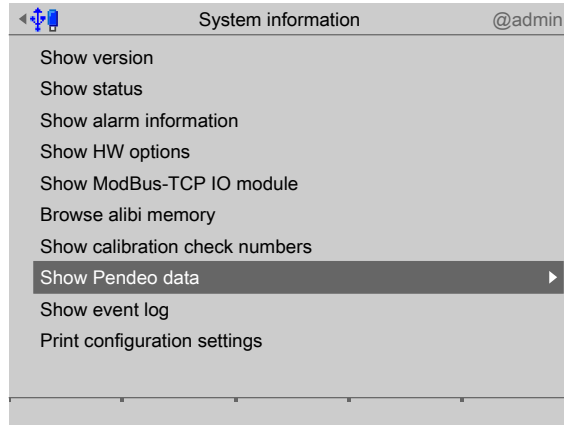 System information @admin
Show version
Show status
Show alarm information
Show HW options
Show ModBus-TCP IO module
Browse alibi memory
Show calibration check numbers
Show Pendeo data
Show event log
Print configuration settings